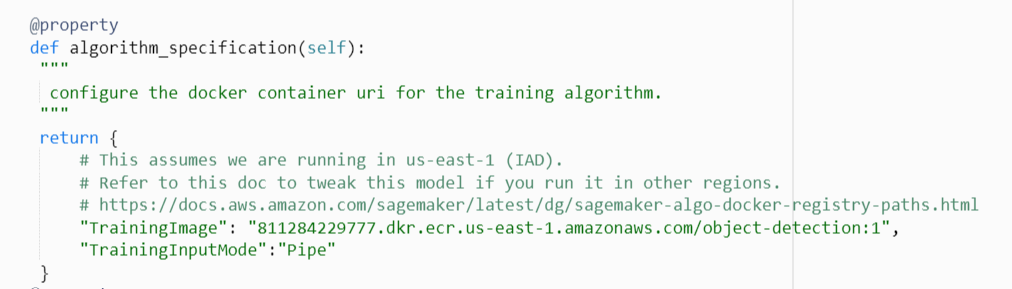 @property
def algorithm_specification(self):
"""
configure the docker container uri for the training algorithm.
"""
return {
# This assumes we are running in us-east-1 (IAD).
# Refer to this doc to tweak this model if you run it in other regions.
# https://docs.aws.amazon.com/sagemaker/latest/dg/sagemaker-algo-docker-registry-paths.html
"TrainingImage": "811284229777.dkr.ecr.us-east-1.amazonaws.com/object-detection:1",
"TrainingInputMode":"Pipe"
}